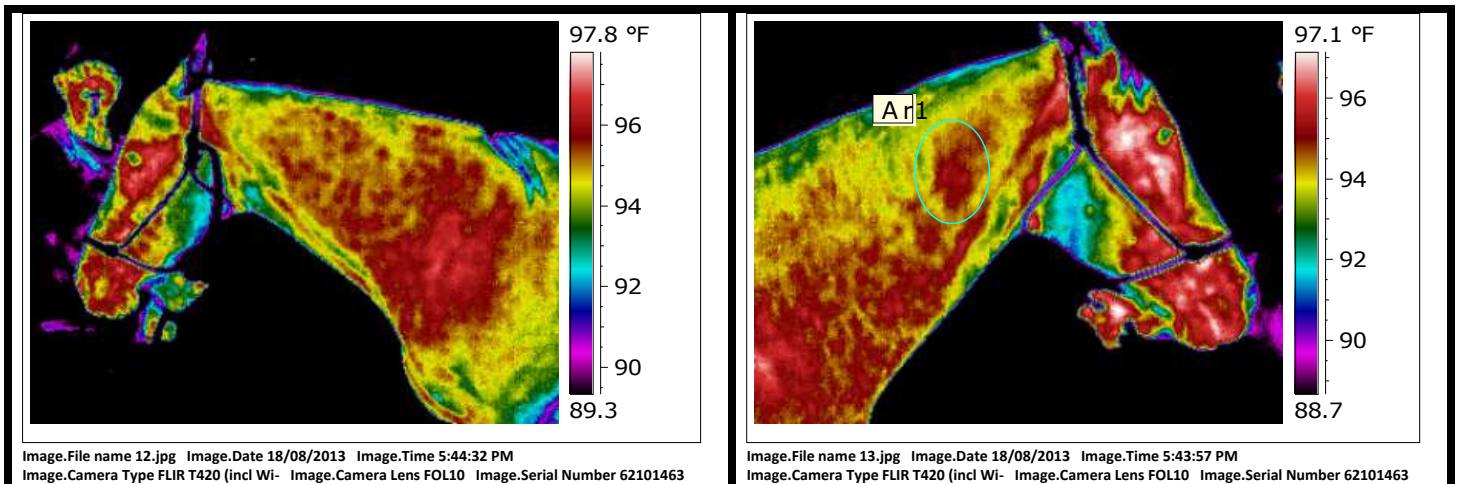 97.8 °F
96
94
92
90
89.3
Image.File name 12.jpg Image.Date 18/08/2013 Image.Time 5:44:32 PM
Image.Camera Type FLIR T420 (incl Wi- Image.Camera Lens FOL10 Image.Serial Number 62101463
97.1 °F
Ar1
96
94
92
90
88.7
Image.File name 13.jpg Image.Date 18/08/2013 Image.Time 5:43:57 PM
Image.Camera Type FLIR T420 (incl Wi- Image.Camera Lens FOL10 Image.Serial Number 62101463